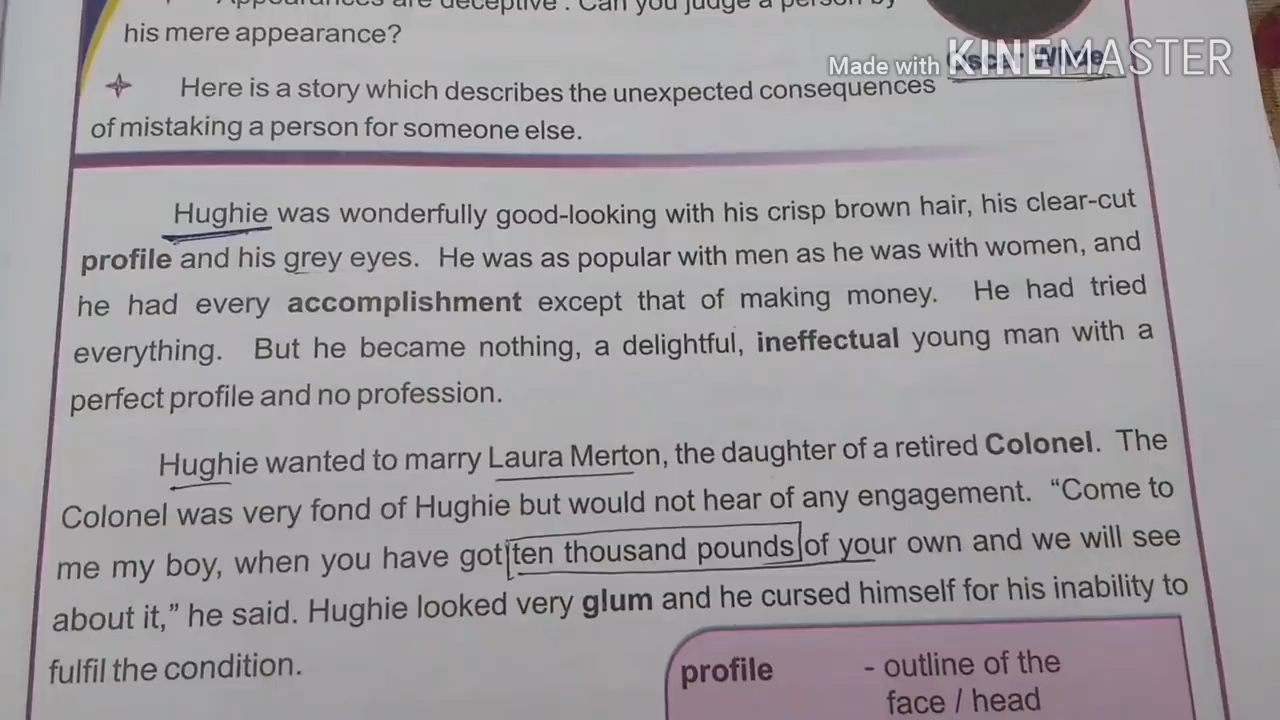 Appearances are deceptive . Can you judge a person by
his mere appearance?
Made with KINEMASTER
Oscar Wilde
Here is a story which describes the unexpected consequences
of mistaking a person for someone else.
Hughie was wonderfully good-looking with his crisp brown hair, his clear-cut
profile and his grey eyes. He was as popular with men as he was with women, and
he had every accomplishment except that of making money. He had tried
everything. But he became nothing, a delightful, ineffectual young man with a
perfect profile and no profession.
Hughie wanted to marry Laura Merton, the daughter of a retired Colonel. The
Colonel was very fond of Hughie but would not hear of any engagement. “Come to
me my boy, when you have got ten thousand pounds of your own and we will see
about it,” he said. Hughie looked very glum and he cursed himself for his inability to
fulfil the condition.
profile - outline of the
face / head